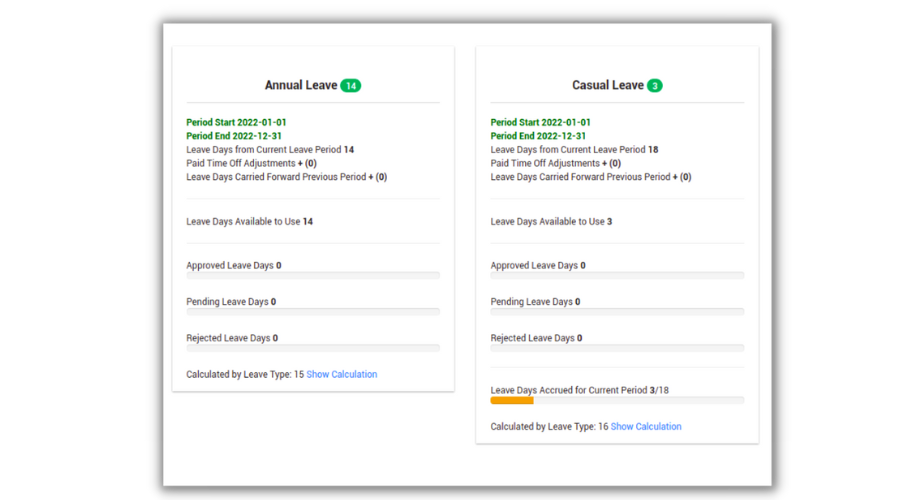 Annual Leave 14
Period Start 2022-01-01
Period End 2022-12-31
Leave Days from Current Leave Period 14
Paid Time Off Adjustments + (0)
Leave Days Carried Forward Previous Period + (0)
Leave Days Available to Use 14
Approved Leave Days 0
Pending Leave Days 0
Rejected Leave Days 0
Calculated by Leave Type: 15 Show Calculation
Casual Leave 3
Period Start 2022-01-01
Period End 2022-12-31
Leave Days from Current Leave Period 18
Paid Time Off Adjustments + (0)
Leave Days Carried Forward Previous Period + (0)
Leave Days Available to Use 3
Approved Leave Days 0
Pending Leave Days 0
Rejected Leave Days 0
Leave Days Accrued for Current Period 3/18
Calculated by Leave Type: 16 Show Calculation